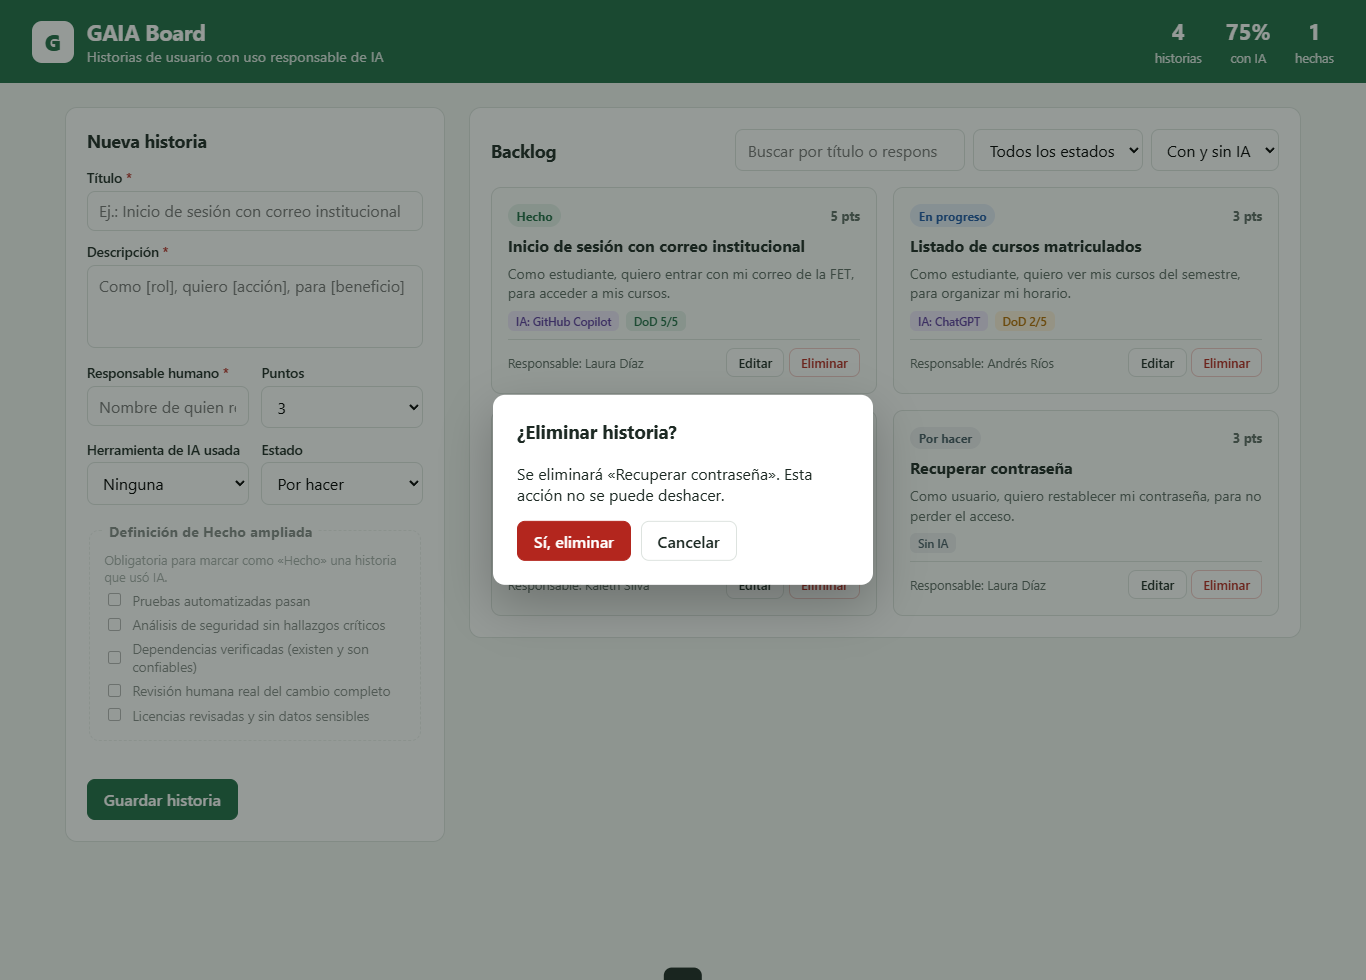 G
GAIA Board
Historias de usuario con uso responsable de IA
4
historias
75%
con IA
1
hechas
Nueva historia
Título *
Ej.: Inicio de sesión con correo institucional
Descripción *
Como [rol], quiero [acción], para [beneficio]
Responsable humano *
Nombre de quien
Puntos
3
Herramienta de IA usada
Ninguna
Estado
Por hacer
Definición de Hecho ampliada
Obligatoria para marcar como «Hecho» una historia
que usó IA.
Pruebas automatizadas pasan
Análisis de seguridad sin hallazgos críticos
Dependencias verificadas (existen y son
confiables)
Revisión humana real del cambio completo
Licencias revisadas y sin datos sensibles
Guardar historia
Backlog
Buscar por título o respons
Todos los estados
Con y sin IA
Hecho
5 pts
Inicio de sesión con correo institucional
Como estudiante, quiero entrar con mi correo de la FET,
para acceder a mis cursos.
IA: GitHub Copilot
DoD 5/5
Responsable: Laura Díaz
Editar
Eliminar
En progreso
3 pts
Listado de cursos matriculados
Como estudiante, quiero ver mis cursos del semestre,
para organizar mi horario.
IA: ChatGPT
DoD 2/5
Responsable: Andrés Ríos
Editar
Eliminar
¿Eliminar historia?
Se eliminará «Recuperar contraseña». Esta
acción no se puede deshacer.
Sí, eliminar
Cancelar
Responsable: Kaleth Silva
Editar
Eliminar
Por hacer
3 pts
Recuperar contraseña
Como usuario, quiero restablecer mi contraseña, para no
perder el acceso.
Sin IA
Responsable: Laura Díaz
Editar
Eliminar